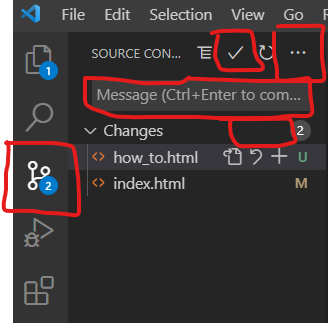 File Edit Selection View Go
SOURCE CON...
1
Message (Ctrl+Enter to com...
Changes 2
how_to.html U
2
index.html M